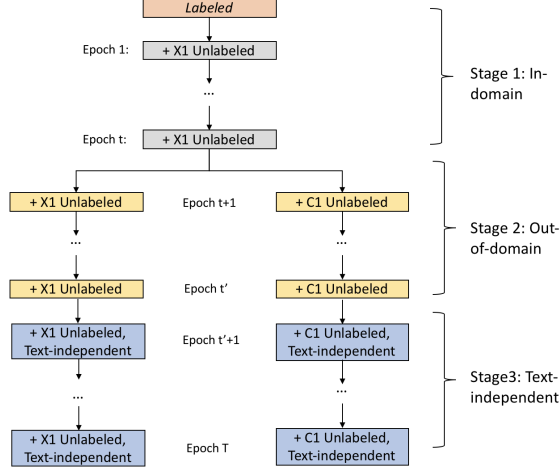 Labeled
Epoch 1:
+ X1 Unlabeled
...
Epoch t:
+ X1 Unlabeled
Stage 1: In-
domain
+ X1 Unlabeled
Epoch t+1
+ C1 Unlabeled
...
...
+ X1 Unlabeled
Epoch t’
+ C1 Unlabeled
Stage 2: Out-
of-domain
+ X1 Unlabeled,
Text-independent
Epoch t’+1
+ C1 Unlabeled,
Text-independent
...
...
+ X1 Unlabeled,
Text-independent
Epoch T
+ C1 Unlabeled,
Text-independent
Stage3: Text-
independent